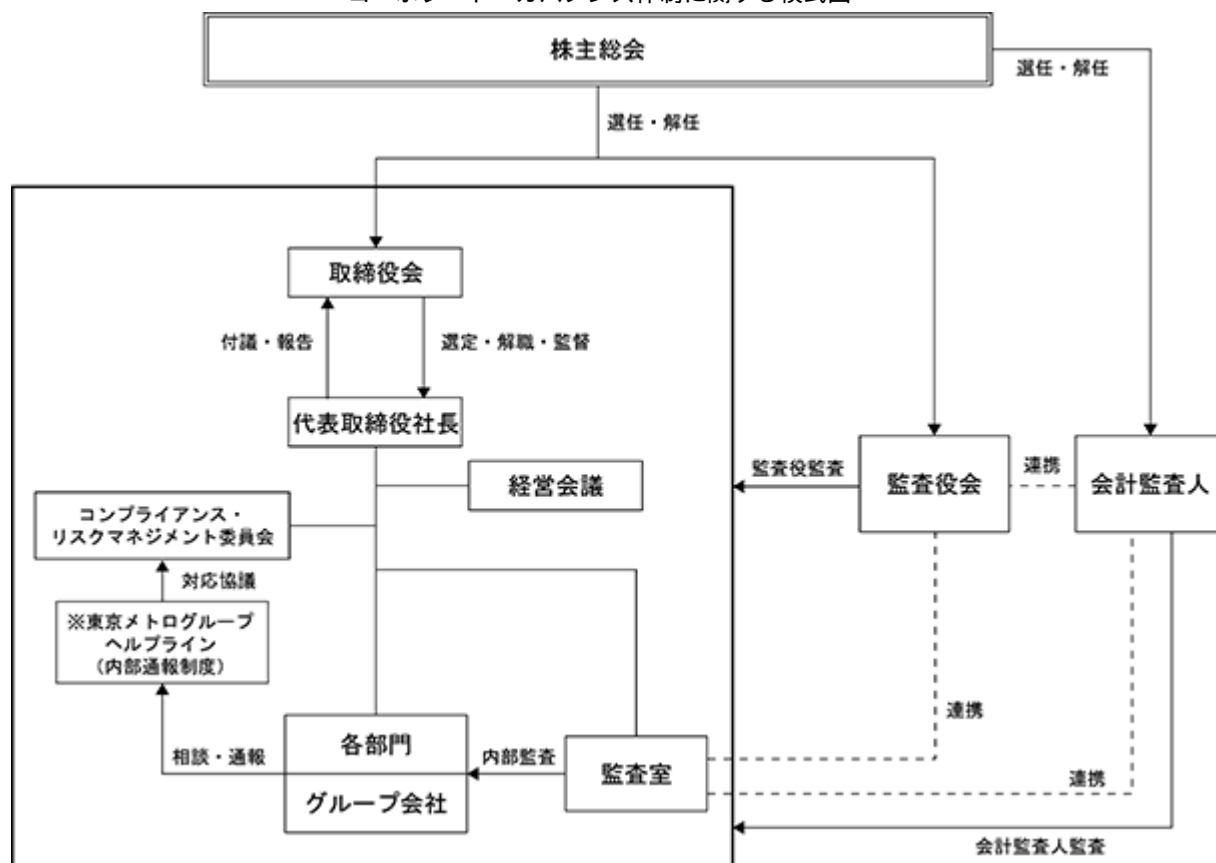 株主総会
選任・解任
選任・解任
取締役会
付議・報告
選定・解職・監督
代表取締役社長
経営会議
監査役監査
監査役会
連携
会計監査人
コンプライアンス・
リスクマネジメント委員会
対応協議
※東京メトログループ
ヘルプライン
（内部通報制度）
相談・通報
各部門
グループ会社
内部監査
監査室
連携
連携
会計監査人監査